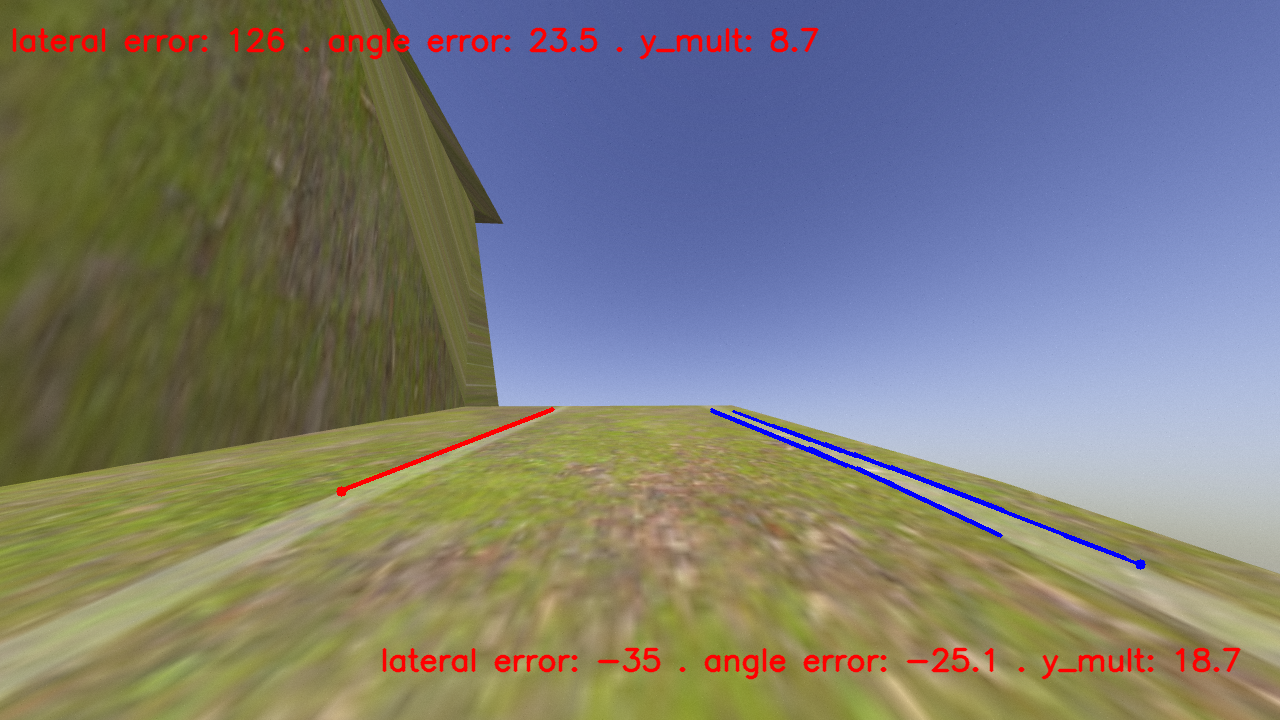 lateral error: 126 . angle error: 23.5 . y_mult: 8.7
lateral error: -35 . angle error: -25.1 . y_mult: 18.7